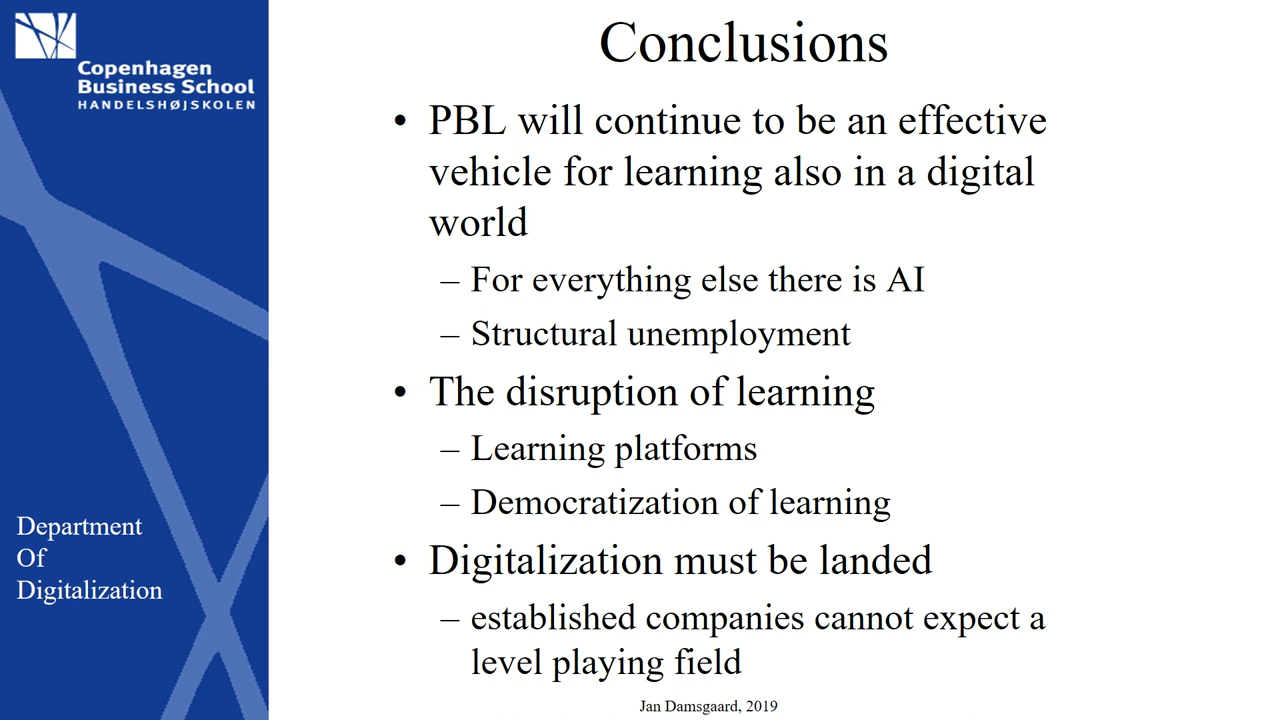 Copenhagen
Business School
HANDELSHØJSKOLEN
Department
Of
Digitalization
Conclusions
• PBL will continue to be an effective
vehicle for learning also in a digital
world
– For everything else there is AI
– Structural unemployment
• The disruption of learning
– Learning platforms
– Democratization of learning
• Digitalization must be landed
– established companies cannot expect a
level playing field
Jan Damsgaard, 2019